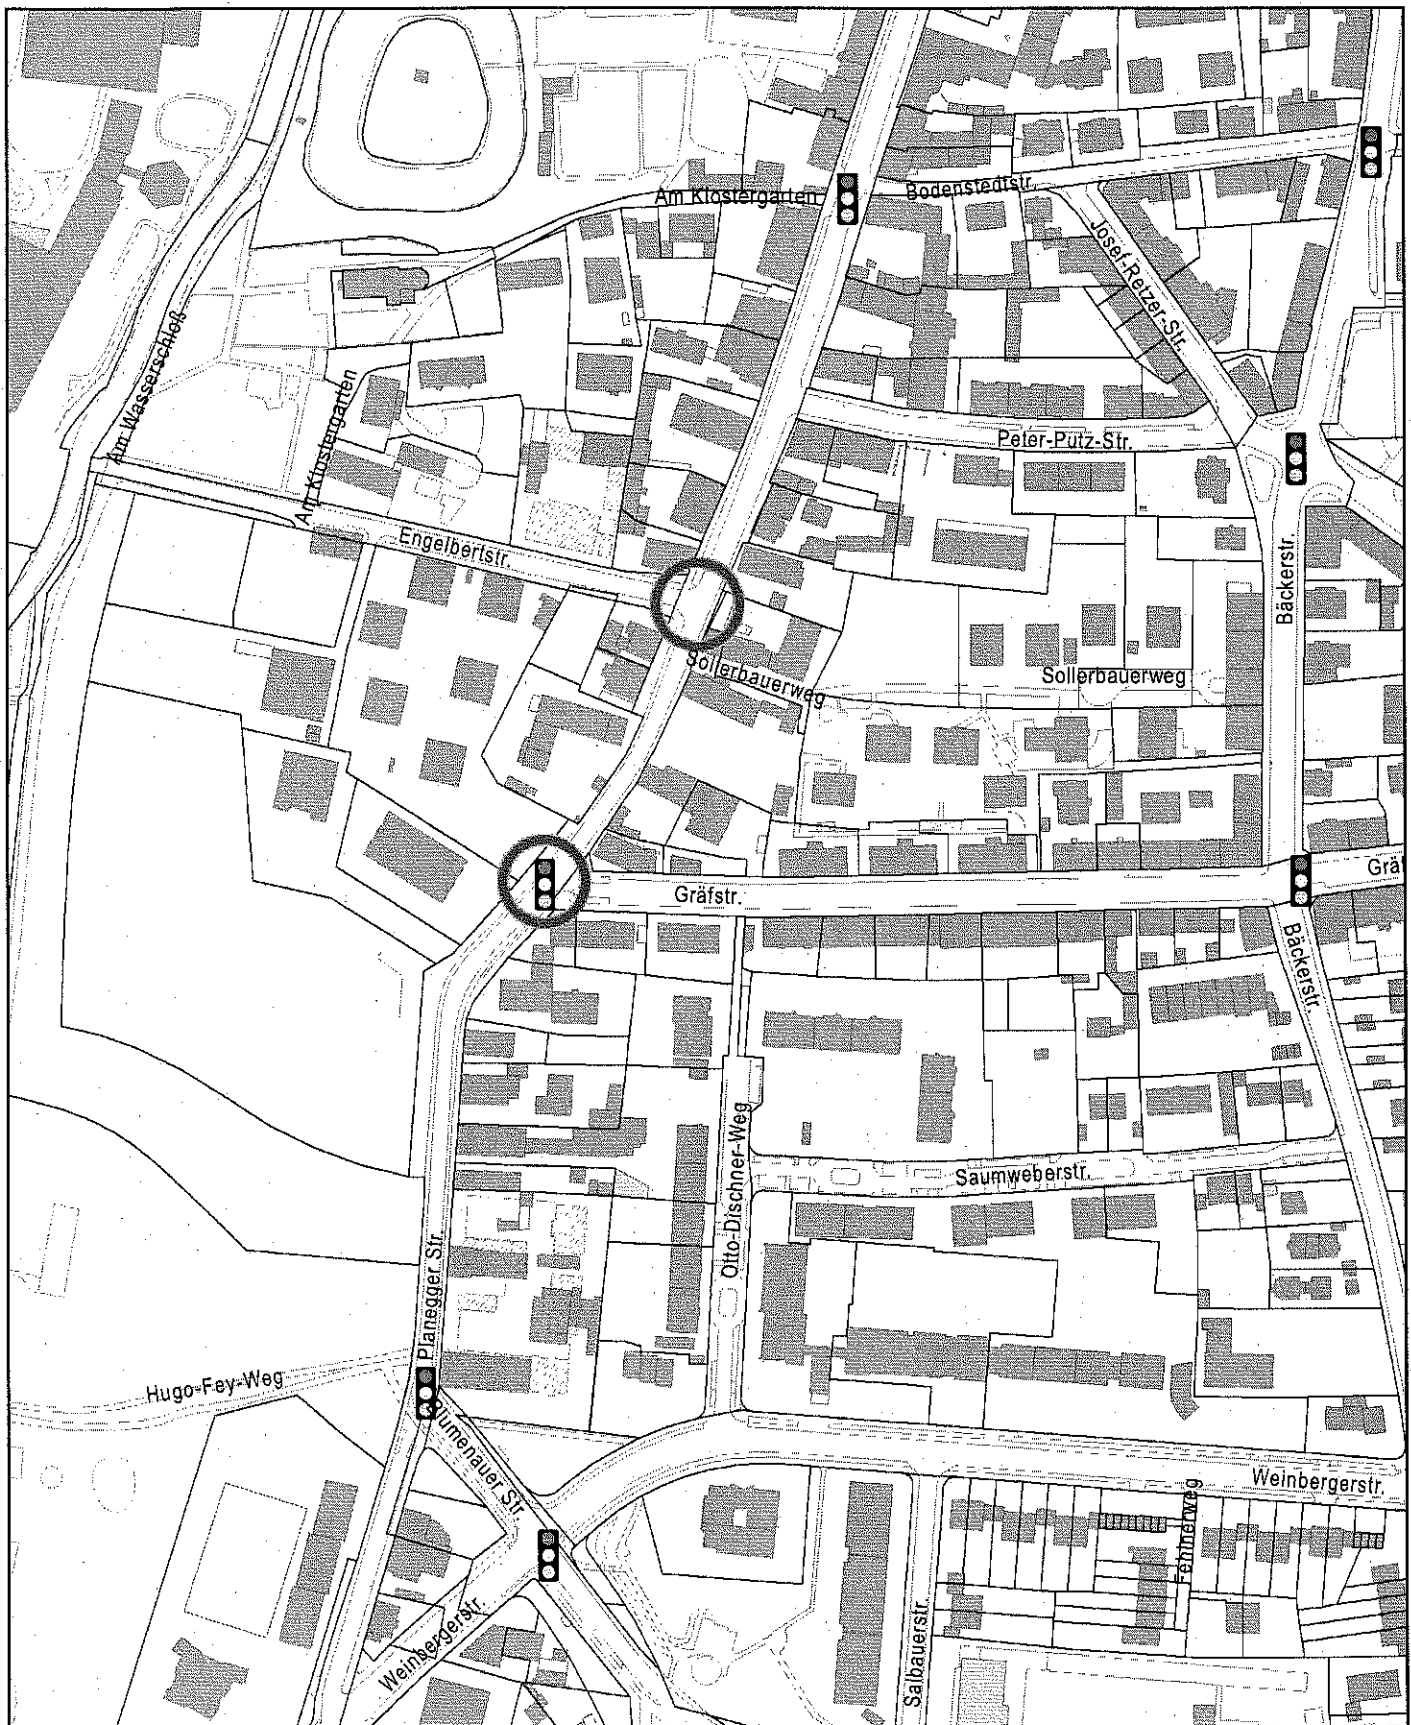 Am Klostergarten
Bodenstedtstr.
Josef-Retzer-Str.
Am Wasserschloß
Am Klostergarten
Peter-Putz-Str.
Engelbertstr.
Bäckerstr.
Sollerbauerweg
Sollerbauerweg
Gräfstr.
Gräf
Bäckerstr.
Otto-Dischner-Weg
Saumweberstr.
Planegger Str.
Hugo-Fey-Weg
Blumenauer Str.
Weinbergerstr.
Fehlnerweg
Weinbergerstr.
Salbauerstr.